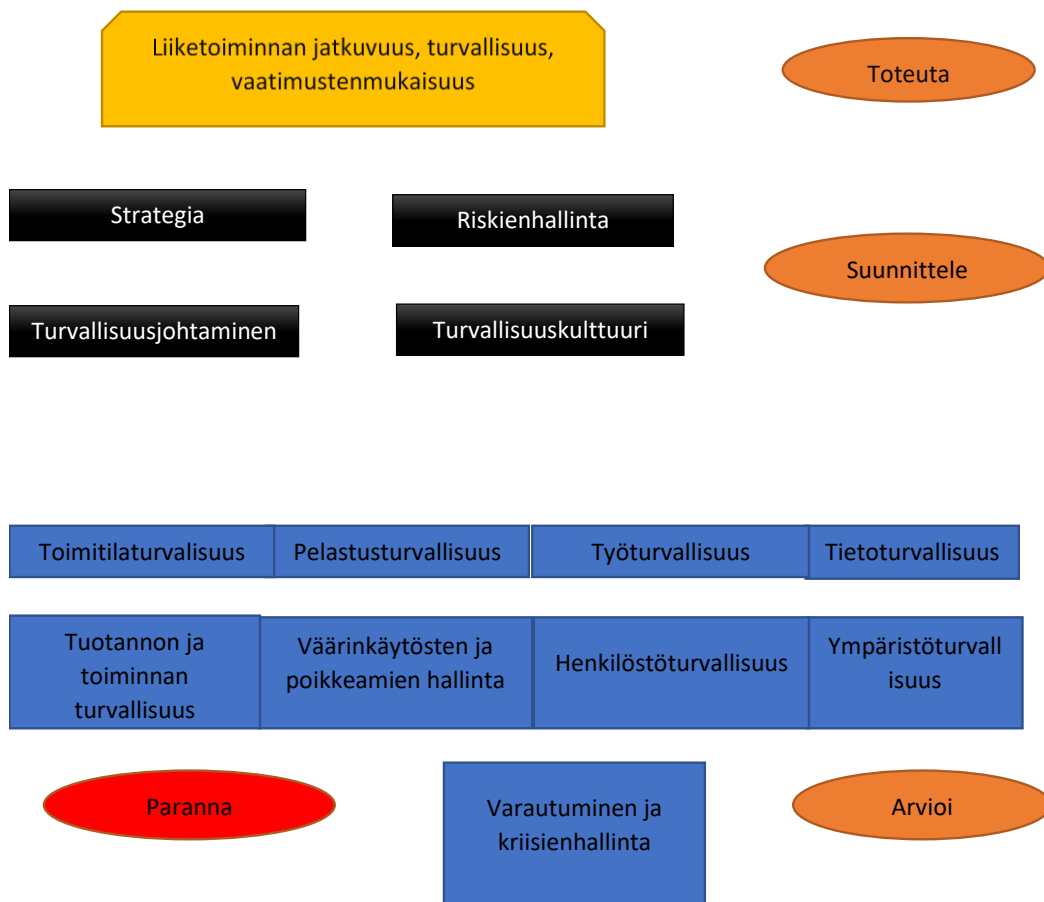 Liiketoiminnan jatkuvuus, turvallisuus,
vaatimustenmukaisuus
Toteuta
Strategia
Riskienhallinta
Suunnittele
Turvallisuusjohtaminen
Turvallisuuskulttuuri
Toimitilaturvalisuus
Pelastusturvallisuus
Työturvallisuus
Tietoturvallisuus
Tuotannon ja
toiminnan
turvallisuus
Väärinkäytösten ja
poikkeamien hallinta
Henkilöstöturvallisuus
Ympäristöturvall
isuus
Paranna
Varautuminen ja
kriisienhallinta
Arvioi